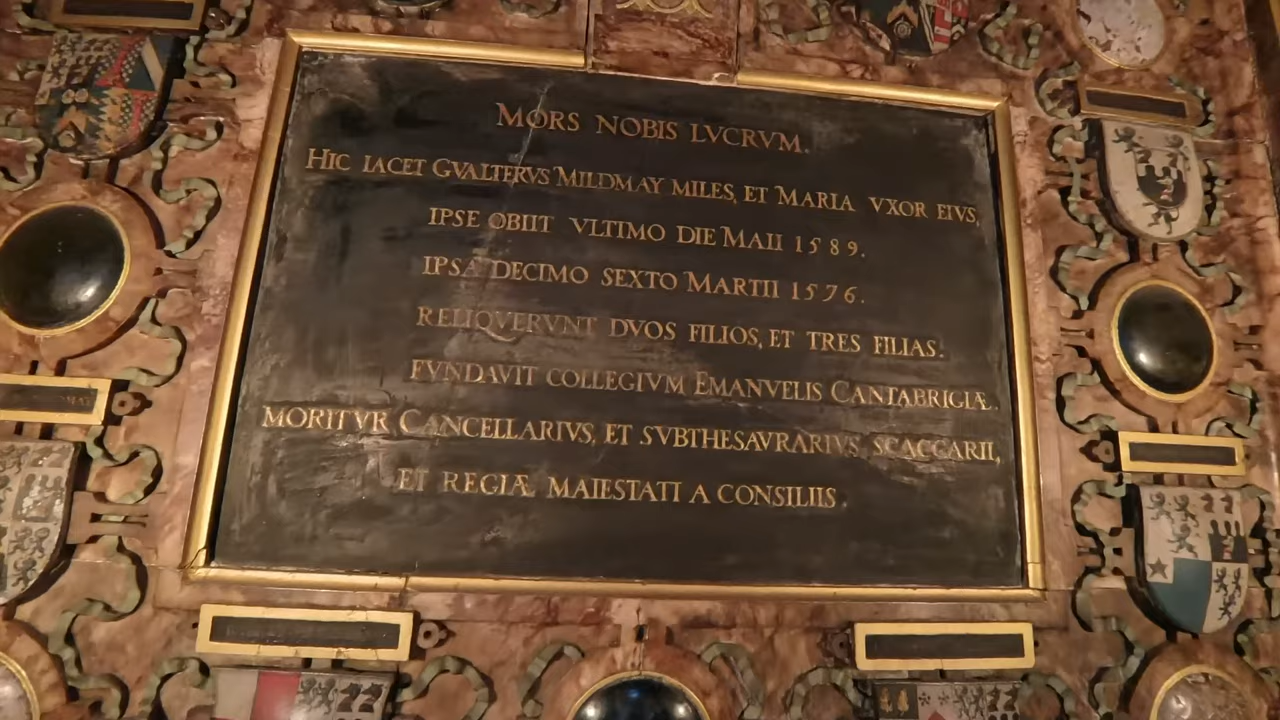 MORS NOBIS LVCRVM.
HIC IACET GVALTERVS MILDMAY MILES, ET MARIA VXOR EIVS,
IPSE OBIIT VLTIMO DIE MAII 1589.
IPSA DECIMO SEXTO MARTII 1576.
RELIQVERVNT DVOS FILIOS, ET TRES FILIAS.
FVNDAVIT COLLEGIVM EMANVELIS CANTABRIGIÆ.
MORITVR CANCELLARIVS, ET SVBTHESAVRARIVS SCACCARII,
ET REGIÆ MAIESTATI A CONSILIIS.